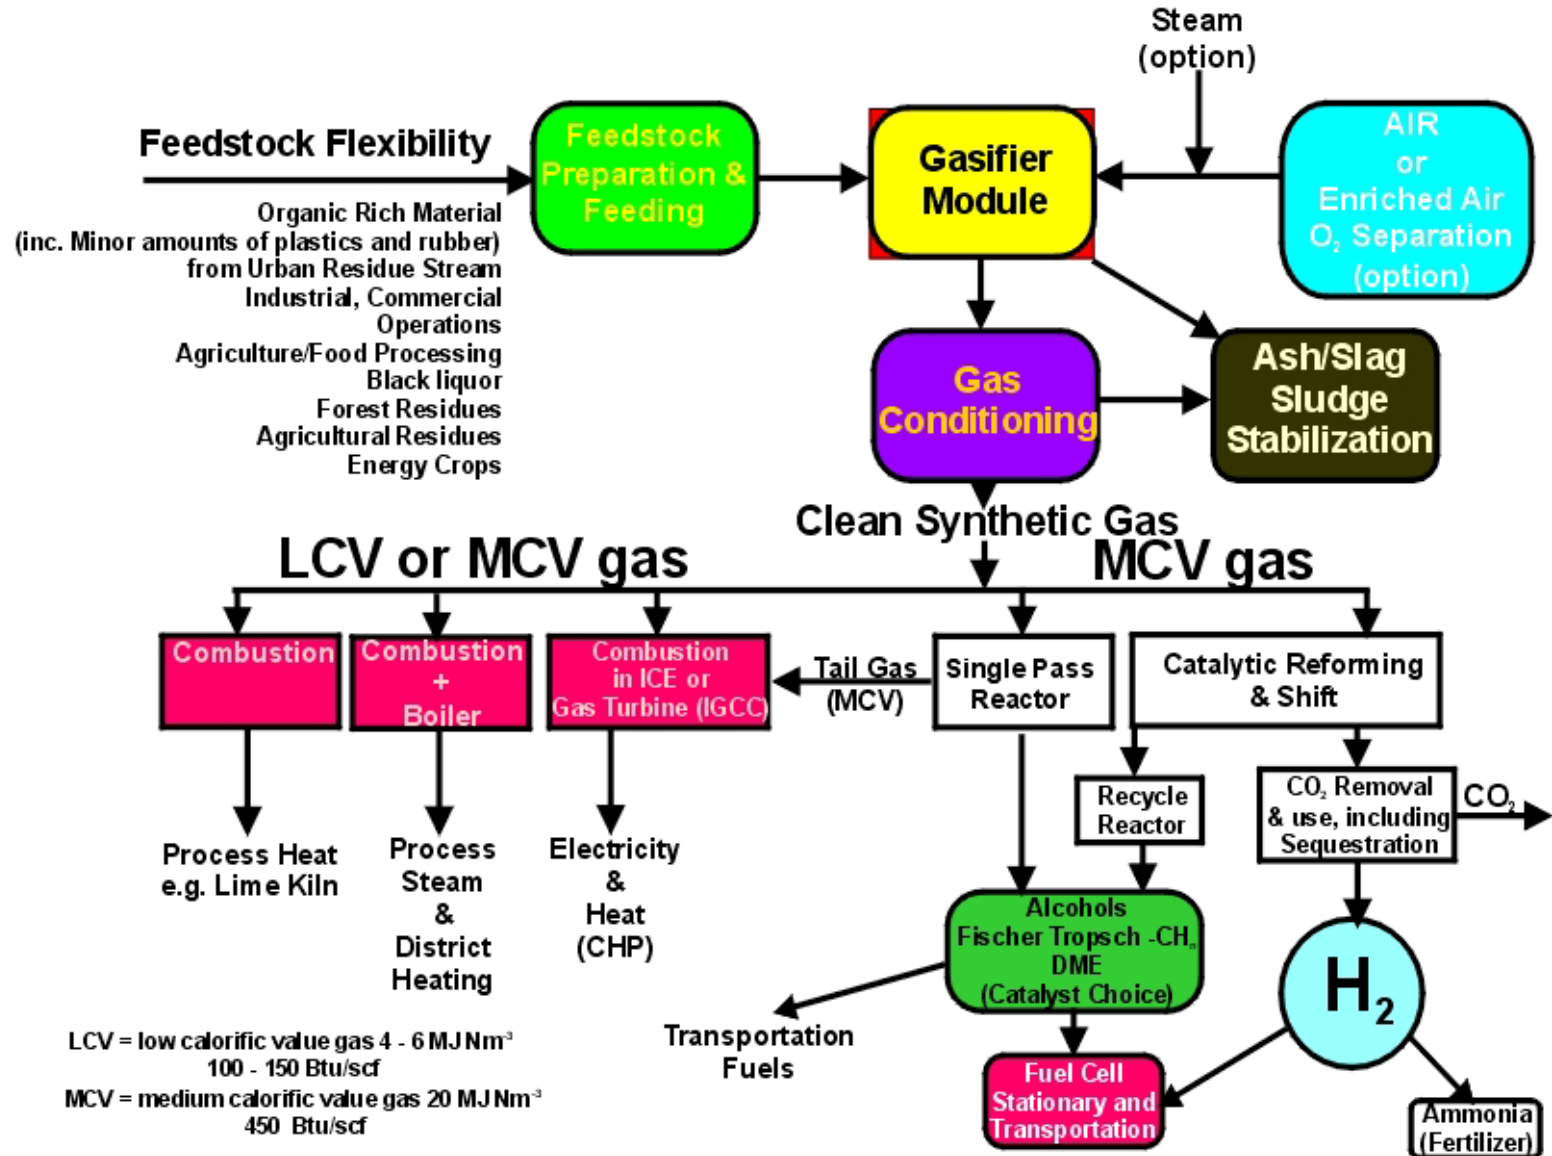 Steam
(option)
Feedstock Flexibility
Organic Rich Material
(inc. Minor amounts of plastics and rubber)
from Urban Residue Stream
Industrial, Commercial
Operations
Agriculture/Food Processing
Black liquor
Forest Residues
Agricultural Residues
Energy Crops
Feedstock
Preparation &
Feeding
Gasifier
Module
AIR
or
Enriched Air
O₂ Separation
(option)
Gas
Conditioning
Ash/Slag
Sludge
Stabilization
Clean Synthetic Gas
LCV or MCV gas
MCV gas
Combustion
Combustion
+
Boiler
Combustion
in ICE or
Gas Turbine (IGCC)
Tail Gas
(MCV)
Single Pass
Reactor
Catalytic Reforming
& Shift
Recycle
Reactor
CO₂ Removal
& use, including
Sequestration
CO₂
Process Heat
e.g. Lime Kiln
Process
Steam
&
District
Heating
Electricity
&
Heat
(CHP)
Alcohols
Fischer Tropsch -CHₙ
DME
(Catalyst Choice)
H₂
Transportation
Fuels
Fuel Cell
Stationary and
Transportation
Ammonia
(Fertilizer)
LCV = low calorific value gas 4 - 6 MJ Nm⁻³
100 - 150 Btu/scf
MCV = medium calorific value gas 20 MJ Nm⁻³
450 Btu/scf